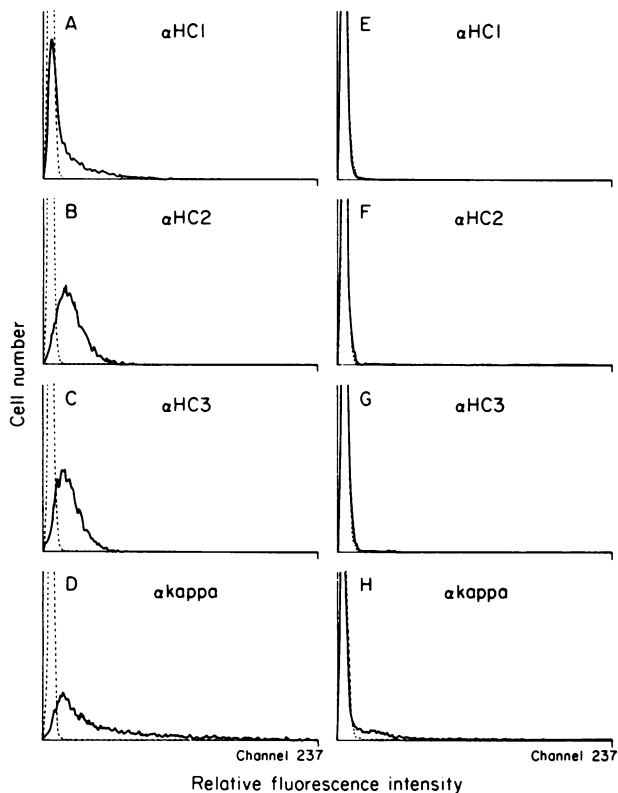 A
αHC1
E
αHC1
B
αHC2
F
αHC2
C
αHC3
G
αHC3
D
αkappa
H
αkappa
Cell number
Channel 237
Channel 237
Relative fluorescence intensity